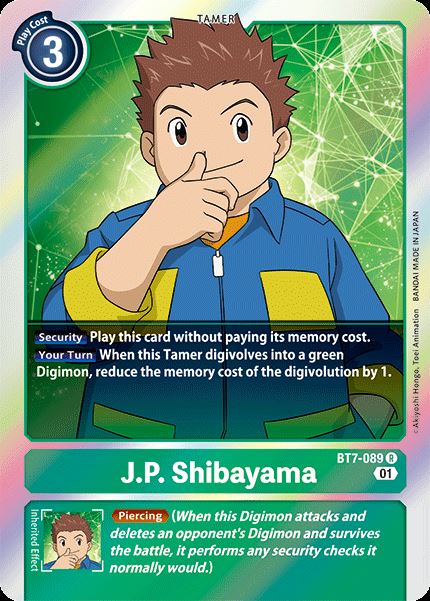 TAMER
Play Cost
3
Security Play this card without paying its memory cost.
Your Turn When this Tamer digivolves into a green
Digimon, reduce the memory cost of the digivolution by 1.
©Akiyoshi Hongo, Toei Animation BANDAI MADE IN JAPAN
BT7-089 R
01
J.P. Shibayama
Inherited Effect
Piercing (When this Digimon attacks and
deletes an opponent's Digimon and survives
the battle, it performs any security checks it
normally would.)